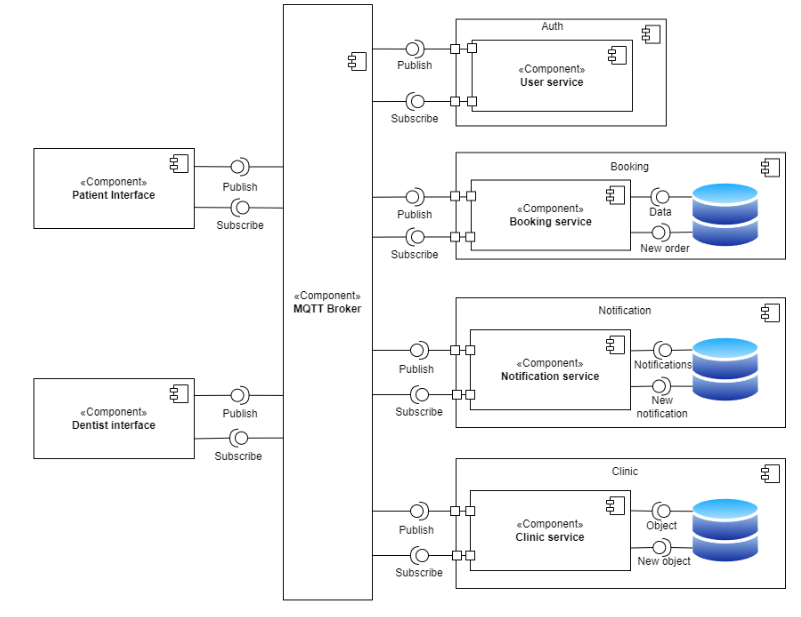 Auth
«Component»
User service
Publish
Subscribe
«Component»
Patient Interface
Publish
Subscribe
Booking
«Component»
Booking service
Publish
Subscribe
Data
New order
«Component»
MQTT Broker
Notification
«Component»
Notification service
Publish
Subscribe
Notifications
New
notification
«Component»
Dentist interface
Publish
Subscribe
Clinic
«Component»
Clinic service
Publish
Subscribe
Object
New object